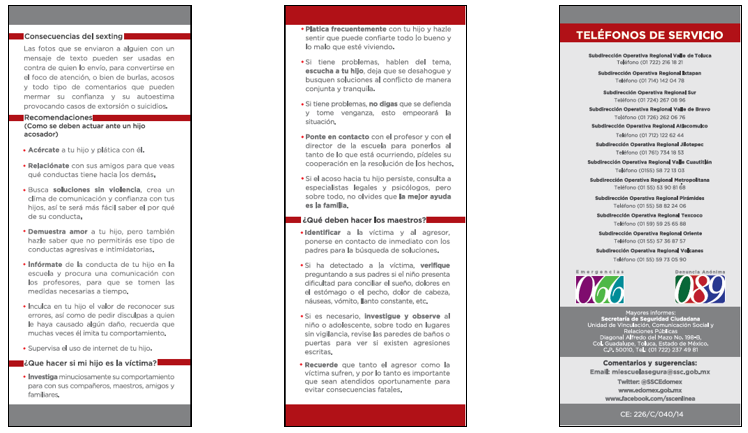 Consecuencias del sexting
Las fotos que se enviaron a alguien con un
mensaje de texto pueden ser usadas en
contra de quien lo envío, para convertirse en
el foco de atención, o bien de burlas, acosos
y todo tipo de comentarios que pueden
mermar su confianza y su autoestima
provocando casos de extorsión o suicidios.
Recomendaciones
(Como se deben actuar ante un hijo
acosador)
• Acércate a tu hijo y plática con él.
• Relaciónate con sus amigos para que veas
qué conductas tiene hacia los demás.
• Busca soluciones sin violencia, crea un
clima de comunicación y confianza con tus
hijos, así te será más fácil saber el por qué
de su conducta.
• Demuestra amor a tu hijo, pero también
hazle saber que no permitirás ese tipo de
conductas agresivas e intimidatorias.
• Infórmate de la conducta de tu hijo en la
escuela y procura una comunicación con
los profesores, para que se tomen las
medidas necesarias a tiempo.
• Inculca en tu hijo el valor de reconocer sus
errores, así como de pedir disculpas a quien
le haya causado algún daño, recuerda que
muchas veces él imita tu comportamiento.
• Supervisa el uso de internet de tu hijo.
¿Que hacer si mi hijo es la víctima?
• Investiga minuciosamente su comportamiento
para con sus compañeros, maestros, amigos y
familiares.
• Platica frecuentemente con tu hijo y hazle
sentir que puede confiarte todo lo bueno y
lo malo que esté viviendo.
• Si tiene problemas, hablen del tema,
escucha a tu hijo, deja que se desahogue y
busquen soluciones al conflicto de manera
conjunta y tranquila.
• Si tiene problemas, no digas que se defienda
y tome venganza, esto empeorará la
situación.
• Ponte en contacto con el profesor y con el
director de la escuela para ponerlos al
tanto de lo que está ocurriendo, pídeles su
cooperación en la resolución de los hechos.
• Si el acoso hacia tu hijo persiste, consulta a
especialistas legales y psicólogos, pero
sobre todo, no olvides que la mejor ayuda
es la familia.
¿Qué deben hacer los maestros?
• Identificar a la víctima y al agresor,
ponerse en contacto de inmediato con los
padres para la búsqueda de soluciones.
• Si ha detectado a la víctima, verifique
preguntando a sus padres si el niño presenta
dificultad para conciliar el sueño, dolores en
el estómago o el pecho, dolor de cabeza,
náuseas, vómito, llanto constante, etc.
• Si es necesario, investigue y observe al
niño o adolescente, sobre todo en lugares
sin vigilancia, revise las paredes de baños o
puertas para ver si existen agresiones
escritas.
• Recuerde que tanto el agresor como la
víctima sufren, y por lo tanto es importante
que sean atendidos oportunamente para
evitar consecuencias fatales.
TELÉFONOS DE SERVICIO
Subdirección Operativa Regional Valle de Toluca
Teléfono (01 722) 216 18 21
Subdirección Operativa Regional Ixtapan
Teléfono (01 714) 142 04 78
Subdirección Operativa Regional Sur
Teléfono (01 724) 267 08 96
Subdirección Operativa Regional Valle de Bravo
Teléfono (01 726) 262 06 76
Subdirección Operativa Regional Atlacomulco
Teléfono (01 712) 122 62 44
Subdirección Operativa Regional Jilotepec
Teléfono (01 761) 734 18 53
Subdirección Operativa Regional Valle Cuautitlán
Teléfono (0155) 58 72 13 03
Subdirección Operativa Regional Metropolitana
Teléfono (01 55) 53 90 81 68
Subdirección Operativa Regional Pirámides
Teléfono (01 55) 58 82 24 06
Subdirección Operativa Regional Texcoco
Teléfono (01 59) 59 25 65 88
Subdirección Operativa Regional Oriente
Teléfono (01 55) 57 36 87 57
Subdirección Operativa Regional Volcanes
Teléfono (01 55) 59 73 05 90
Emergencias
066
Denuncia Anónima
089
Mayores informes:
Secretaría de Seguridad Ciudadana
Unidad de Vinculación, Comunicación Social y
Relaciones Públicas
Diagonal Alfredo del Mazo No. 198-9,
Col. Guadalupe, Toluca, Estado de México.
C.P. 50010, Tel. (01 722) 237 49 81
Comentarios y sugerencias:
Email: miescuelasegura@ssc.gob.mx
Twitter: @SSCEdomex
www.edomex.gob.mx
www.facebook.com/sscenlinea
CE: 226/C/040/14